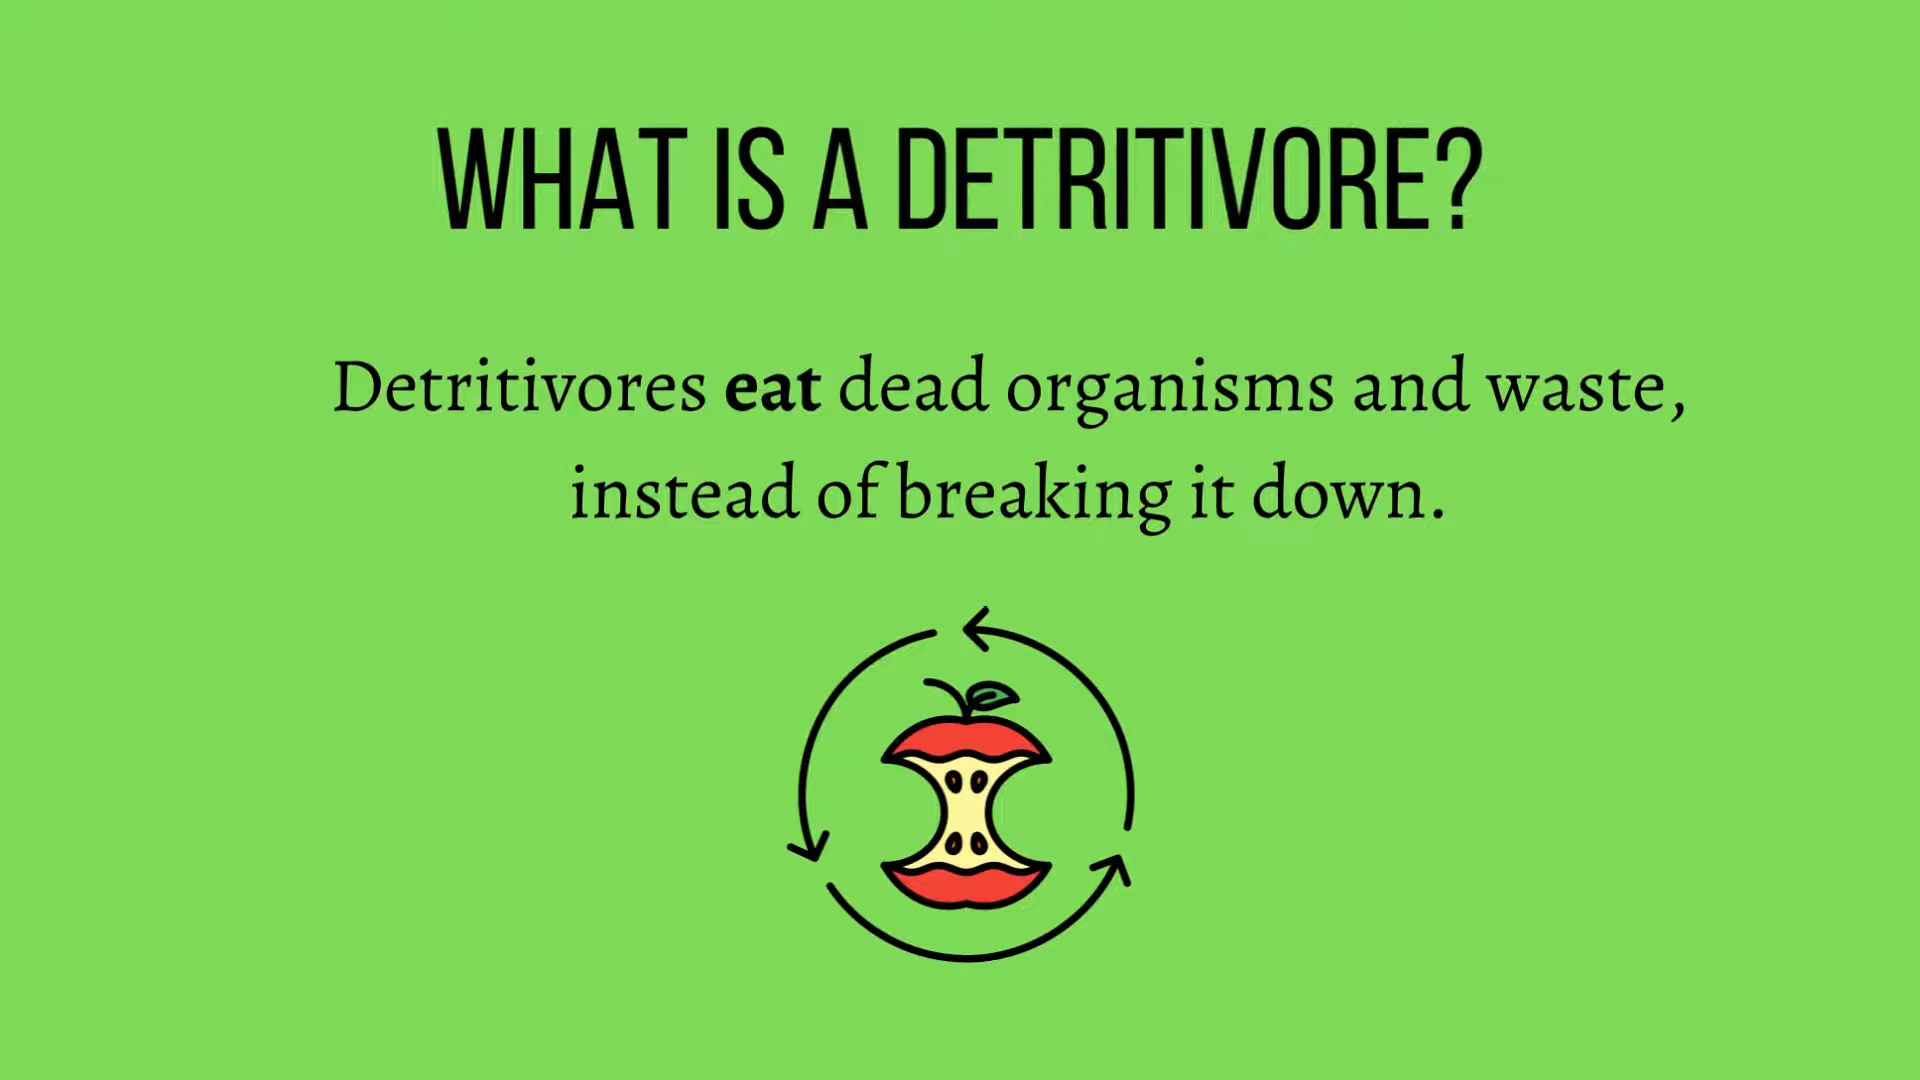 WHAT IS A DETRITIVORE?
Detritivores eat dead organisms and waste,
instead of breaking it down.